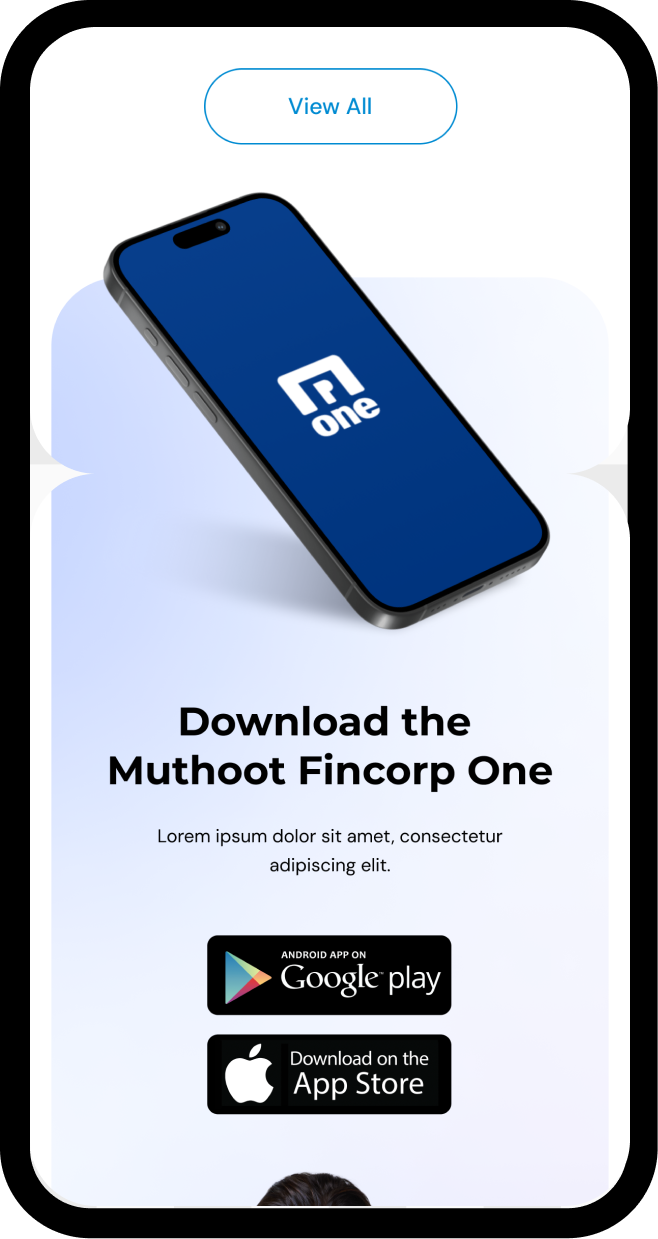 View All
one
Download the
Muthoot Fincorp One
Lorem ipsum dolor sit amet, consectetur
adipiscing elit.
ANDROID APP ON
Google play
Download on the
App Store